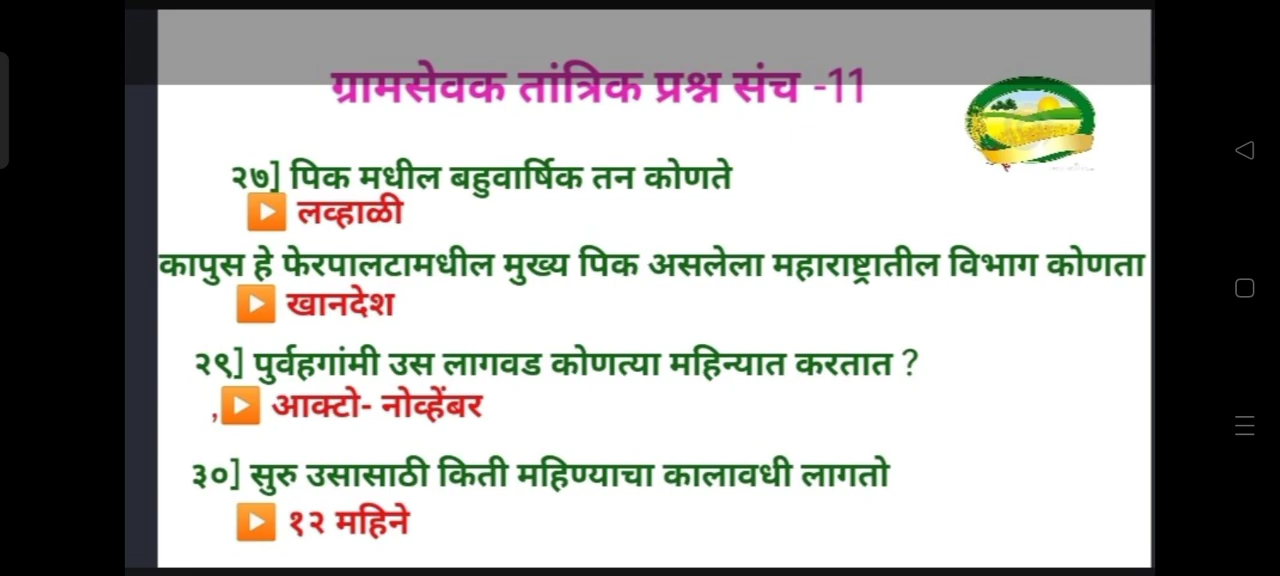 ग्रामसेवक तांत्रिक प्रश्न संच -11
२७] पिक मधील बहुवार्षिक तन कोणते
लव्हाळी
कापुस हे फेरपालटामधील मुख्य पिक असलेला महाराष्ट्रातील विभाग कोणता
खानदेश
२९] पुर्वहगांमी उस लागवड कोणत्या महिन्यात करतात ?
,आक्टो- नोव्हेंबर
३०] सुरु उसासाठी किती महिण्याचा कालावधी लागतो
१२ महिने